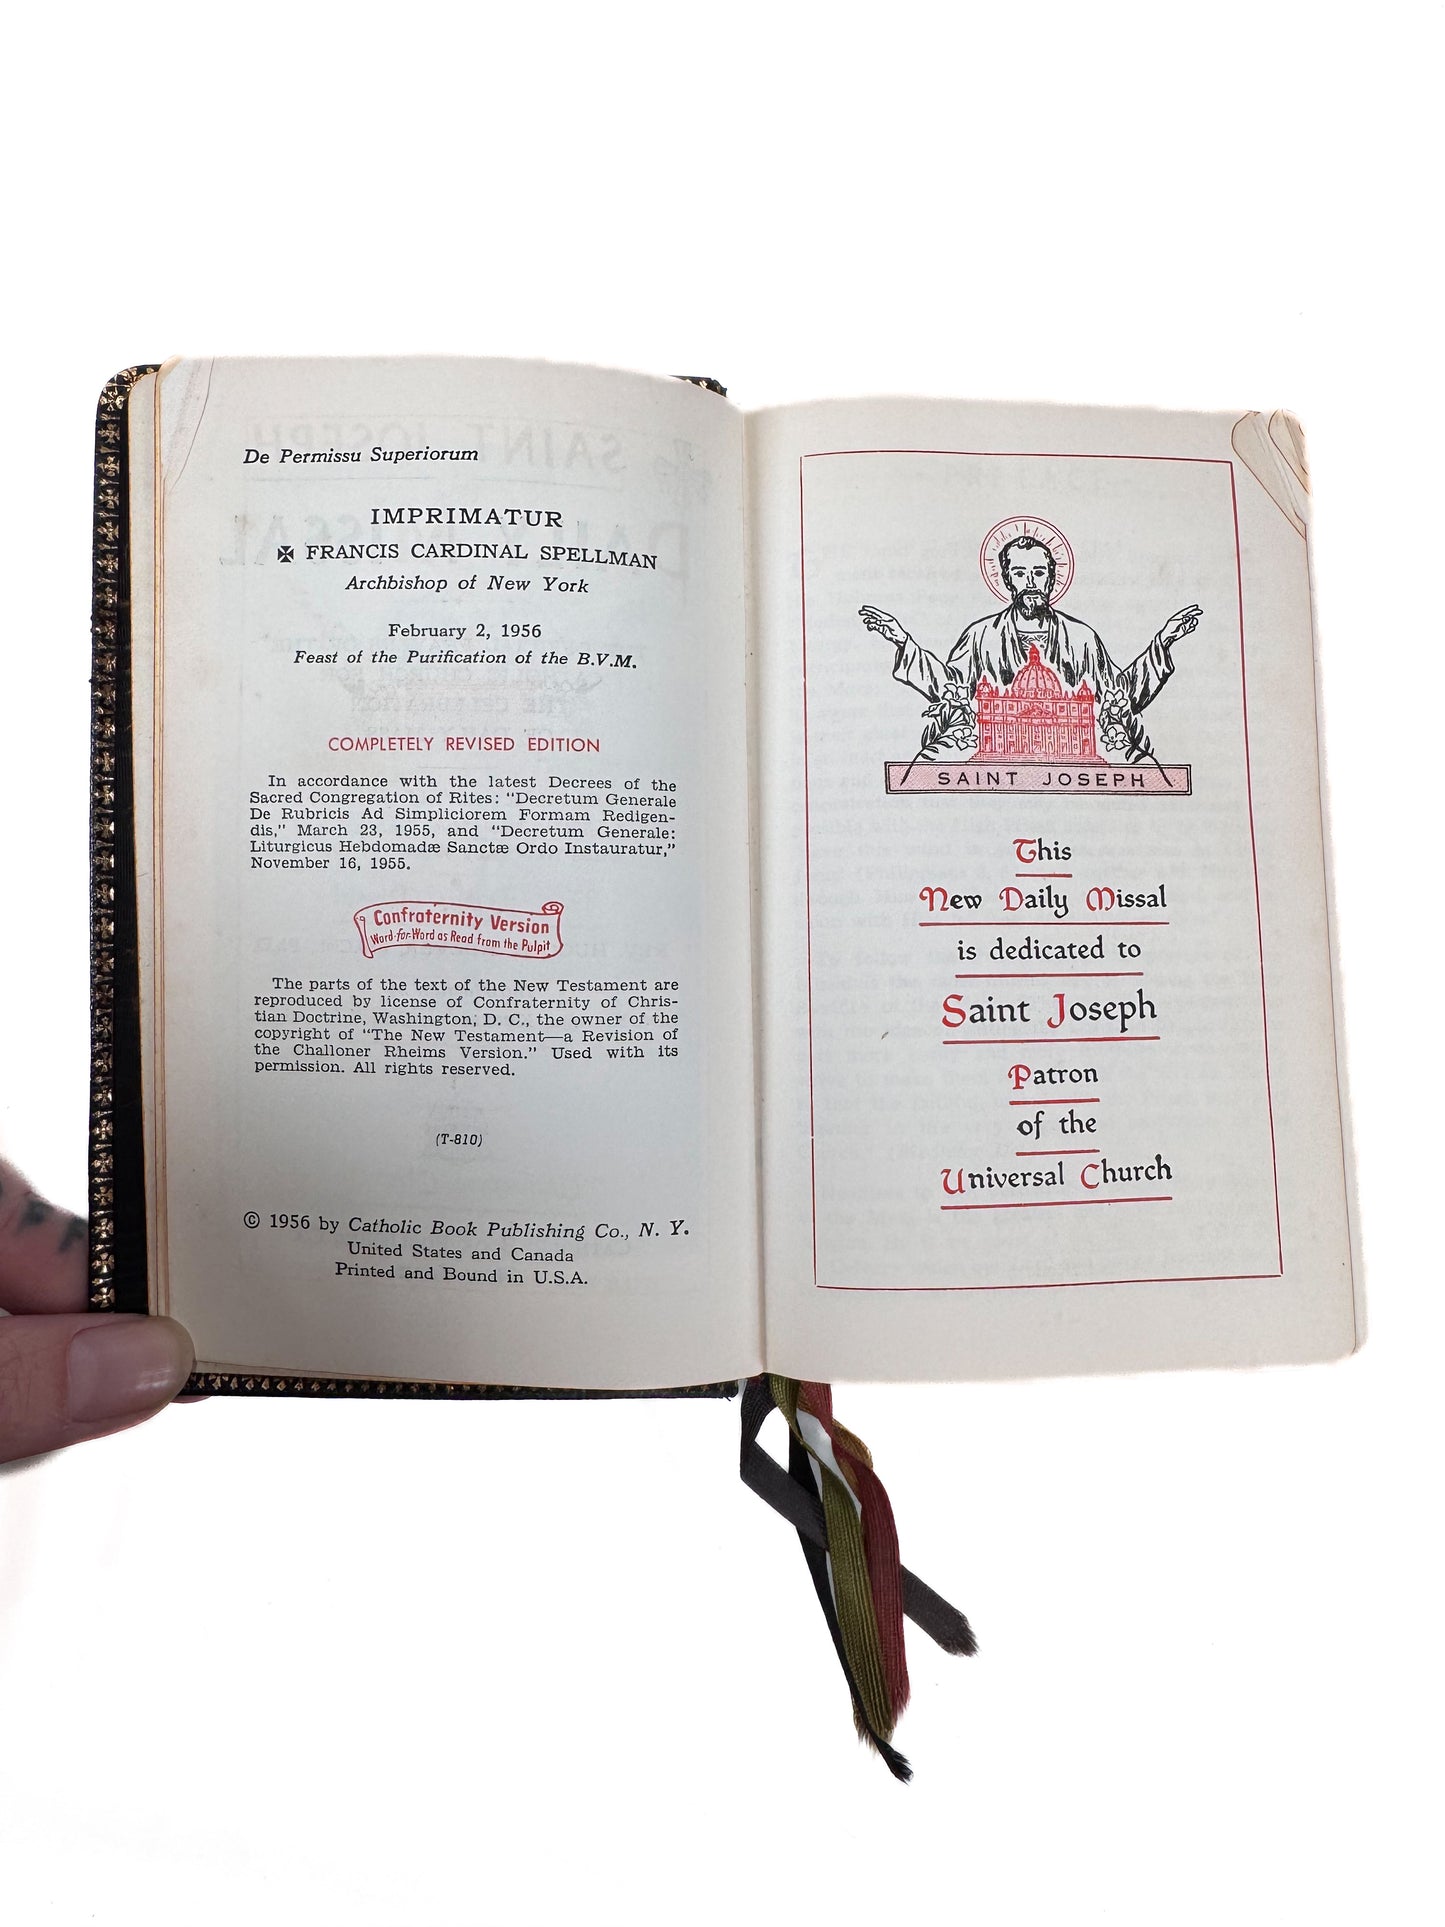 De Permissu Superiorum
IMPRIMATUR
✠ FRANCIS CARDINAL SPELLMAN
Archbishop of New York
February 2, 1956
Feast of the Purification of the B.V.M.
COMPLETELY REVISED EDITION
In accordance with the latest Decrees of the
Sacred Congregation of Rites: "Decretum Generale
De Rubricis Ad Simpliciorem Formam Redigen-
dis," March 23, 1955, and "Decretum Generale:
Liturgicus Hebdomadæ Sanctæ Ordo Instauratur,"
November 16, 1955.
Confraternity Version
Word-for-Word as Read from the Pulpit
The parts of the text of the New Testament are
reproduced by license of Confraternity of Chris-
tian Doctrine, Washington, D. C., the owner of the
copyright of "The New Testament—a Revision of
the Challoner Rheims Version." Used with its
permission. All rights reserved.
(T-810)
© 1956 by Catholic Book Publishing Co., N. Y.
United States and Canada
Printed and Bound in U.S.A.
SAINT JOSEPH
This
New Daily Missal
is dedicated to
Saint Joseph
Patron
of the
Universal Church